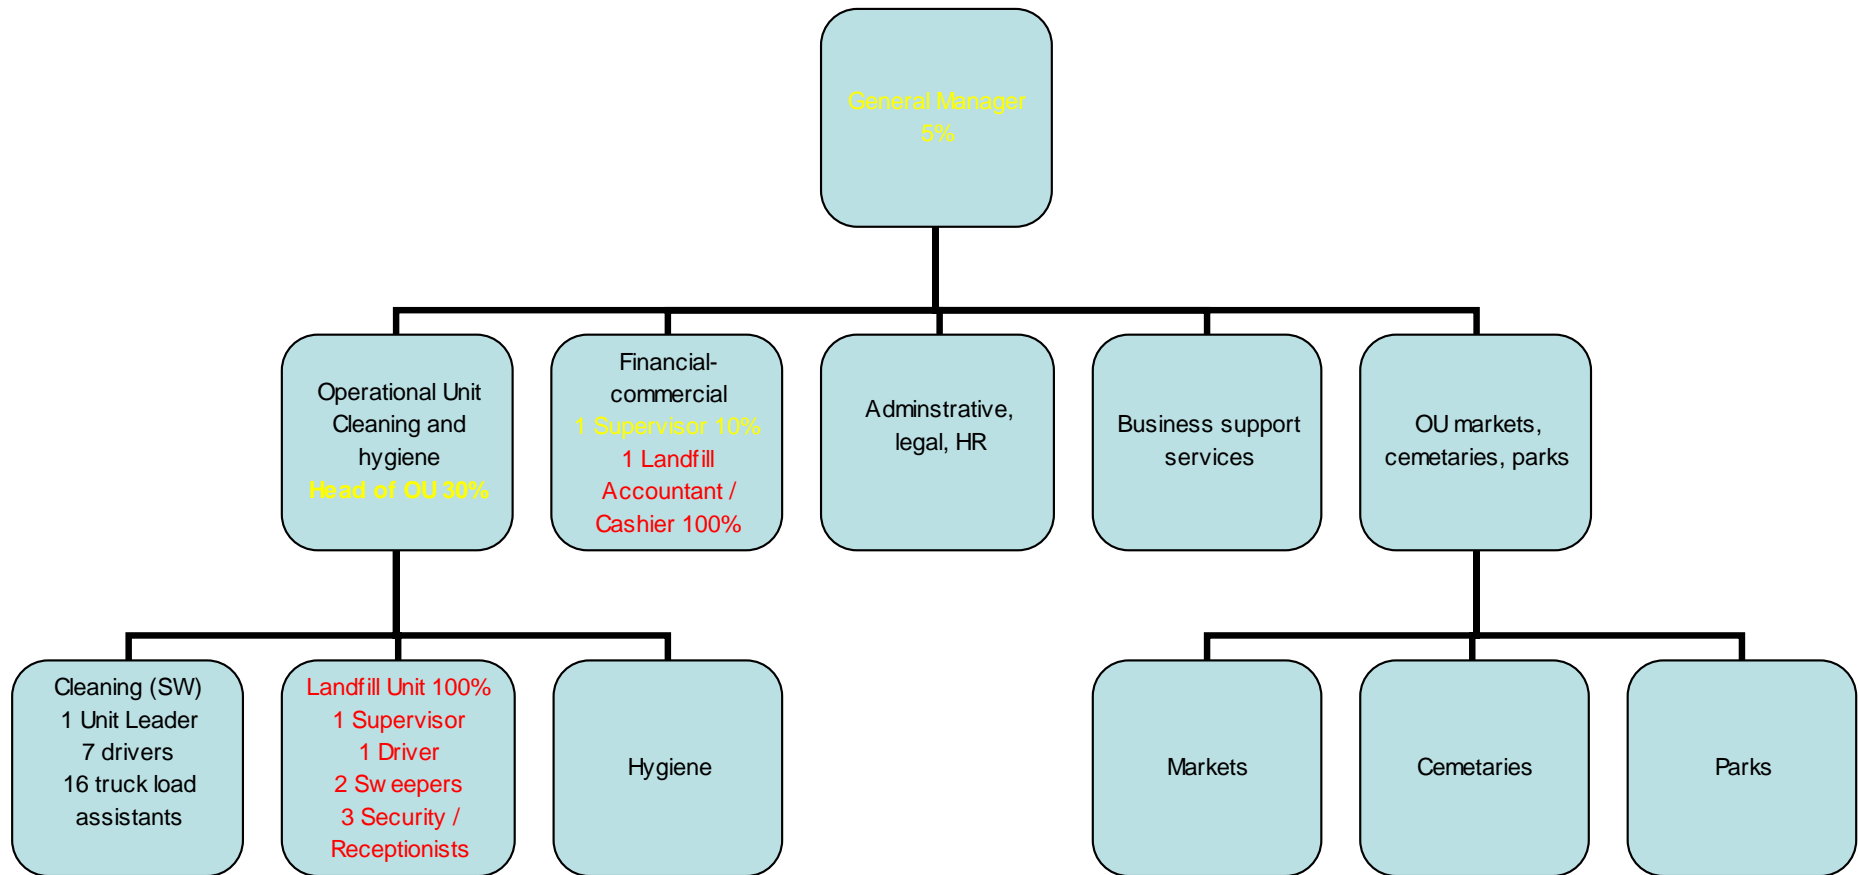 General Manager
5%
Operational Unit
Cleaning and
hygiene
Head of OU 30%
Financial-
commercial
1 Supervisor 10%
1 Landfill
Accountant /
Cashier 100%
Adminstrative,
legal, HR
Business support
services
OU markets,
cemetaries, parks
Cleaning (SW)
1 Unit Leader
7 drivers
16 truck load
assistants
Landfill Unit 100%
1 Supervisor
1 Driver
2 Sweepers
3 Security /
Receptionists
Hygiene
Markets
Cemetaries
Parks